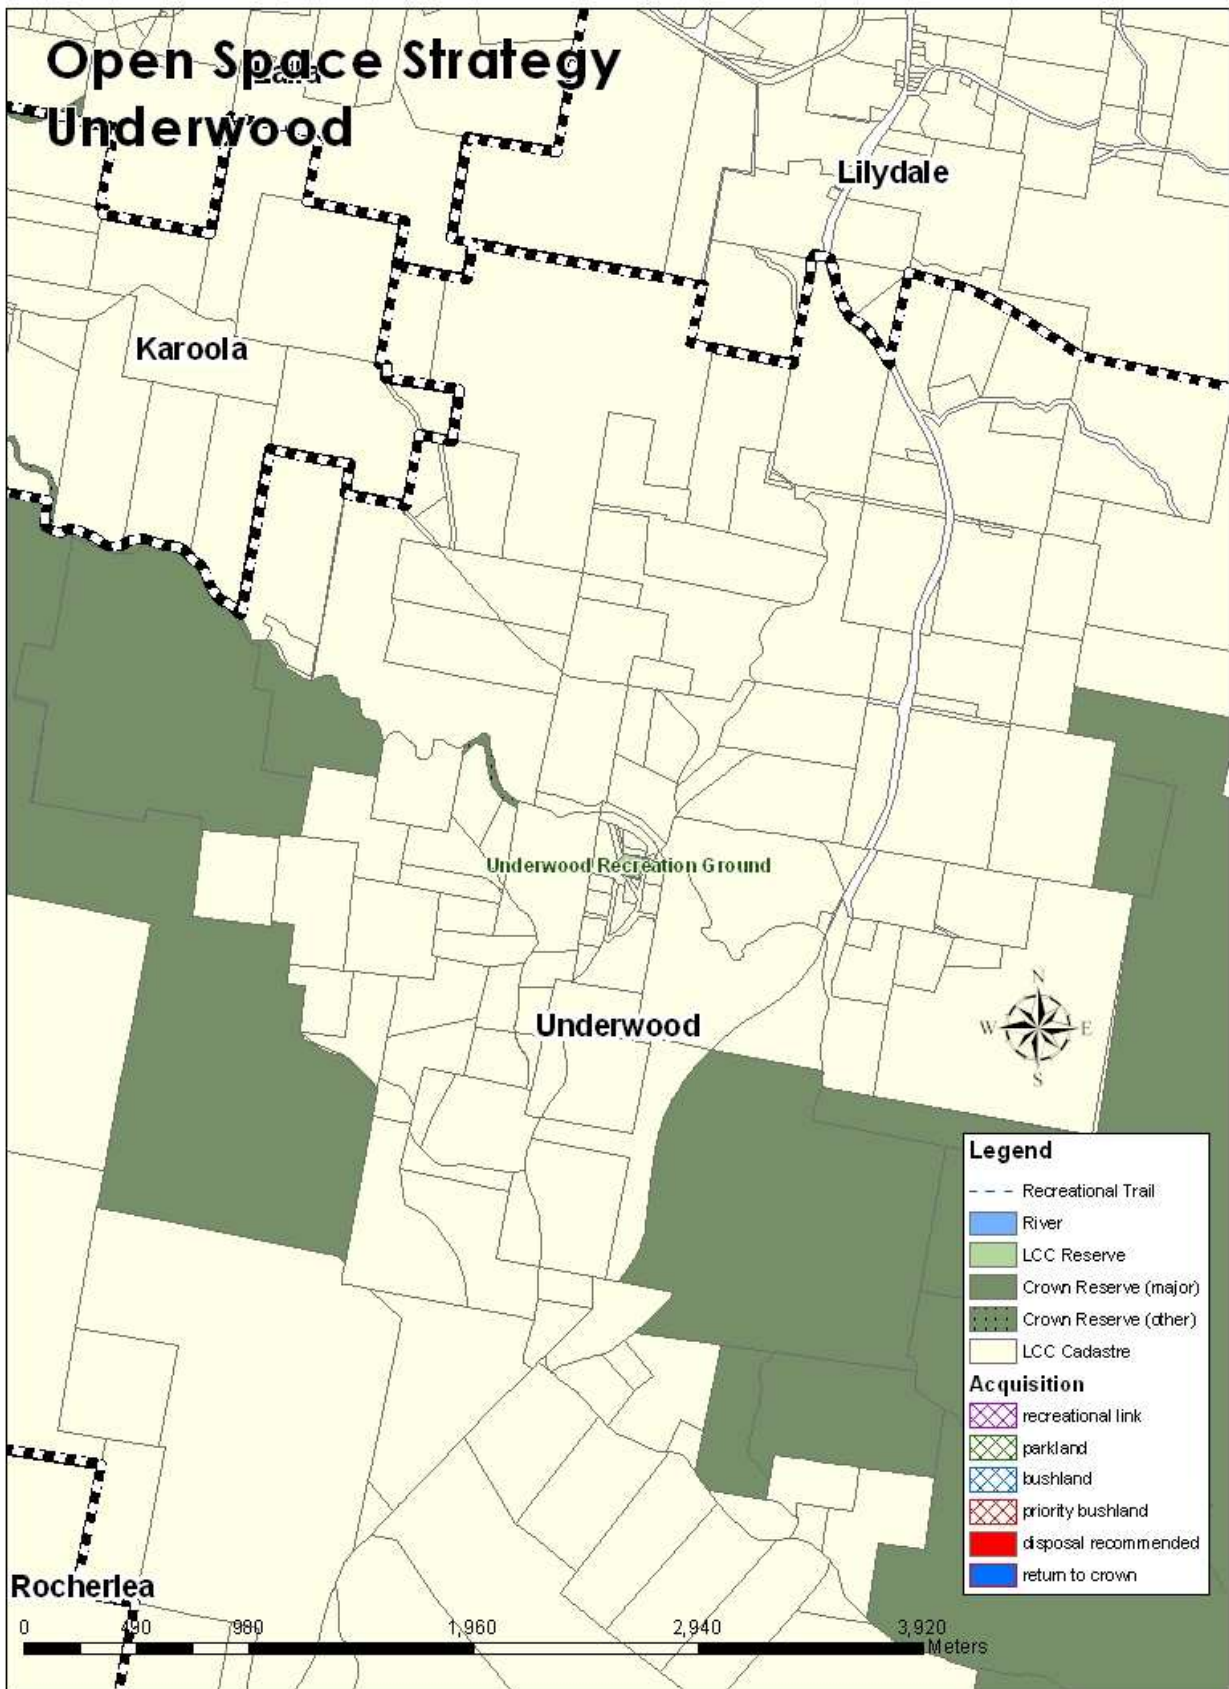 Open Space Strategy
Lalla
Underwood
Lilydale
Karoola
Underwood Recreation Ground
Underwood
N
W E
S
Legend
Recreational Trail
River
LCC Reserve
Crown Reserve (major)
Crown Reserve (other)
LCC Cadastre
Acquisition
recreational link
parkland
bushland
priority bushland
disposal recommended
return to crown
Rocherlea
0 490 980 1,960 2,940 3,920
Meters